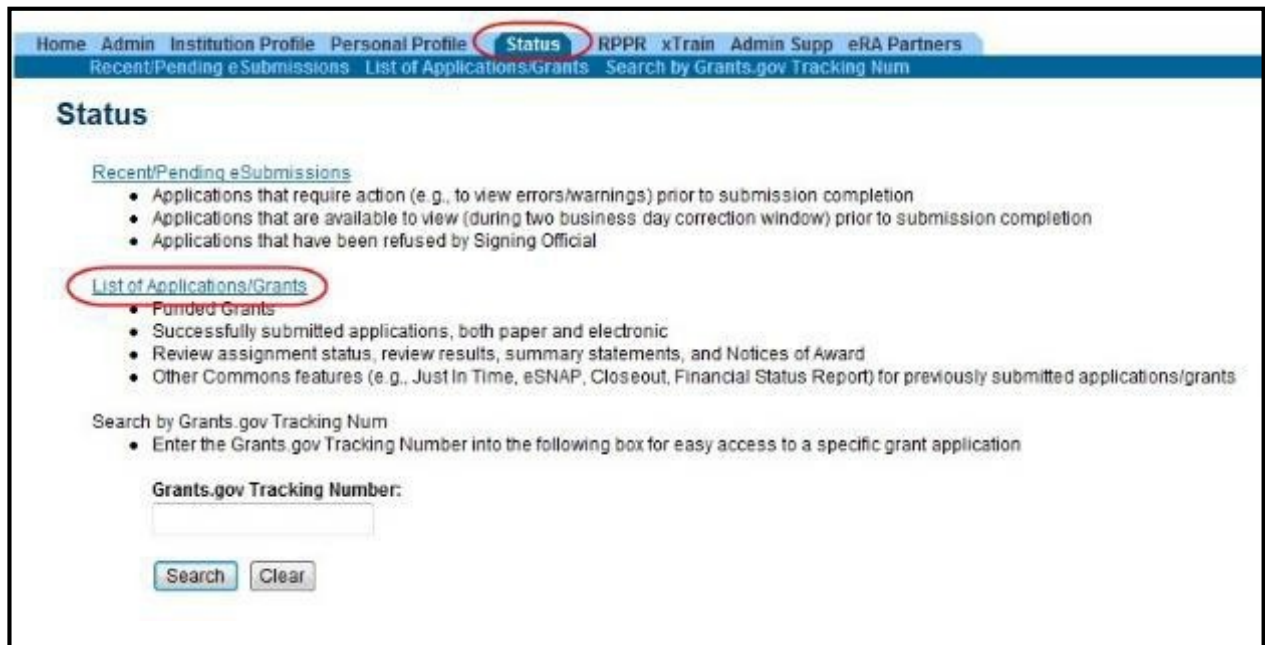 Home Admin Institution Profile Personal Profile Status RPPR xTrain Admin Supp eRA Partners
Recent/Pending eSubmissions List of Applications/Grants Search by Grants.gov Tracking Num
Status
Recent/Pending eSubmissions
• Applications that require action (e.g., to view errors/warnings) prior to submission completion
• Applications that are available to view (during two business day correction window) prior to submission completion
• Applications that have been refused by Signing Official
List of Applications/Grants
• Funded Grants
• Successfully submitted applications, both paper and electronic
• Review assignment status, review results, summary statements, and Notices of Award
• Other Commons features (e.g., Just In Time, eSNAP, Closeout, Financial Status Report) for previously submitted applications/grants
Search by Grants.gov Tracking Num
• Enter the Grants.gov Tracking Number into the following box for easy access to a specific grant application
Grants.gov Tracking Number:
Search Clear